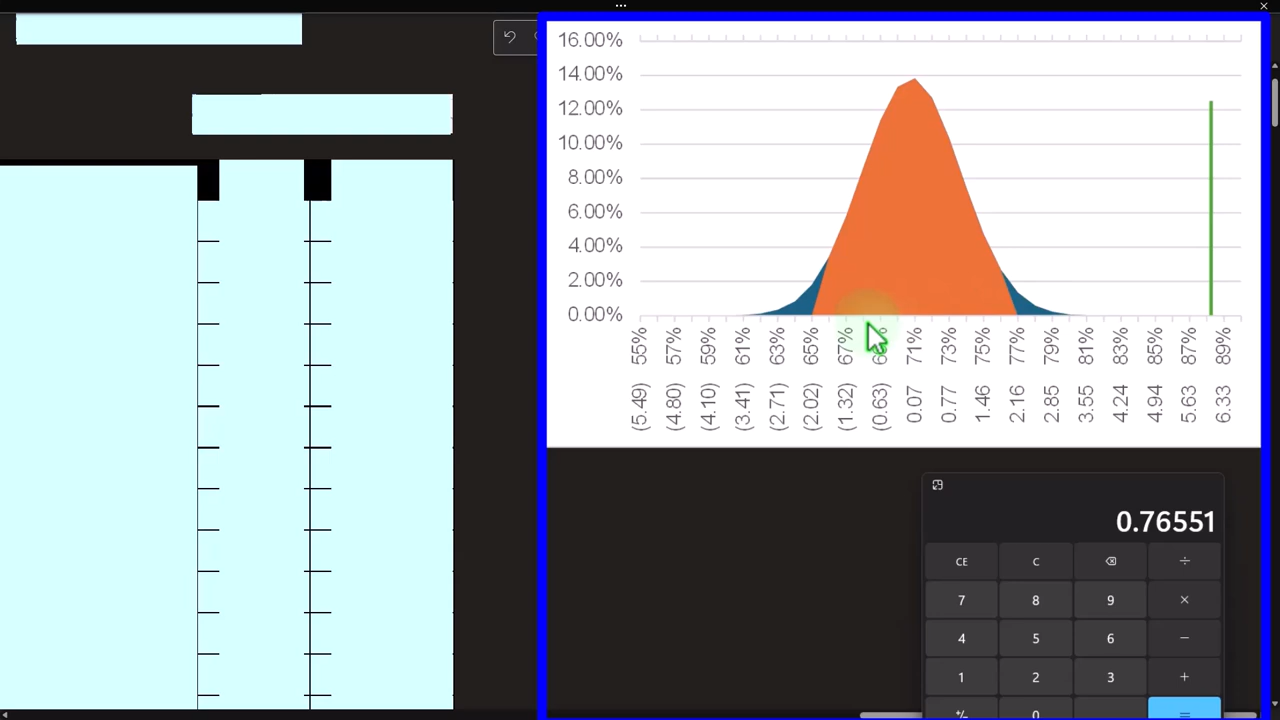 16.00%
14.00%
12.00%
10.00%
8.00%
6.00%
4.00%
2.00%
0.00%
55% 57% 59% 61% 63% 65% 67% 71% 73% 75% 77% 79% 81% 83% 85% 87% 89%
(5.49) (4.80) (4.10) (3.41) (2.71) (2.02) (1.32) (0.63) 0.07 0.77 1.46 2.16 2.85 3.55 4.24 4.94 5.63 6.33
0.76551
CE C ÷
7 8 9 ×
4 5 6 −
1 2 3 +
+/− 0 =